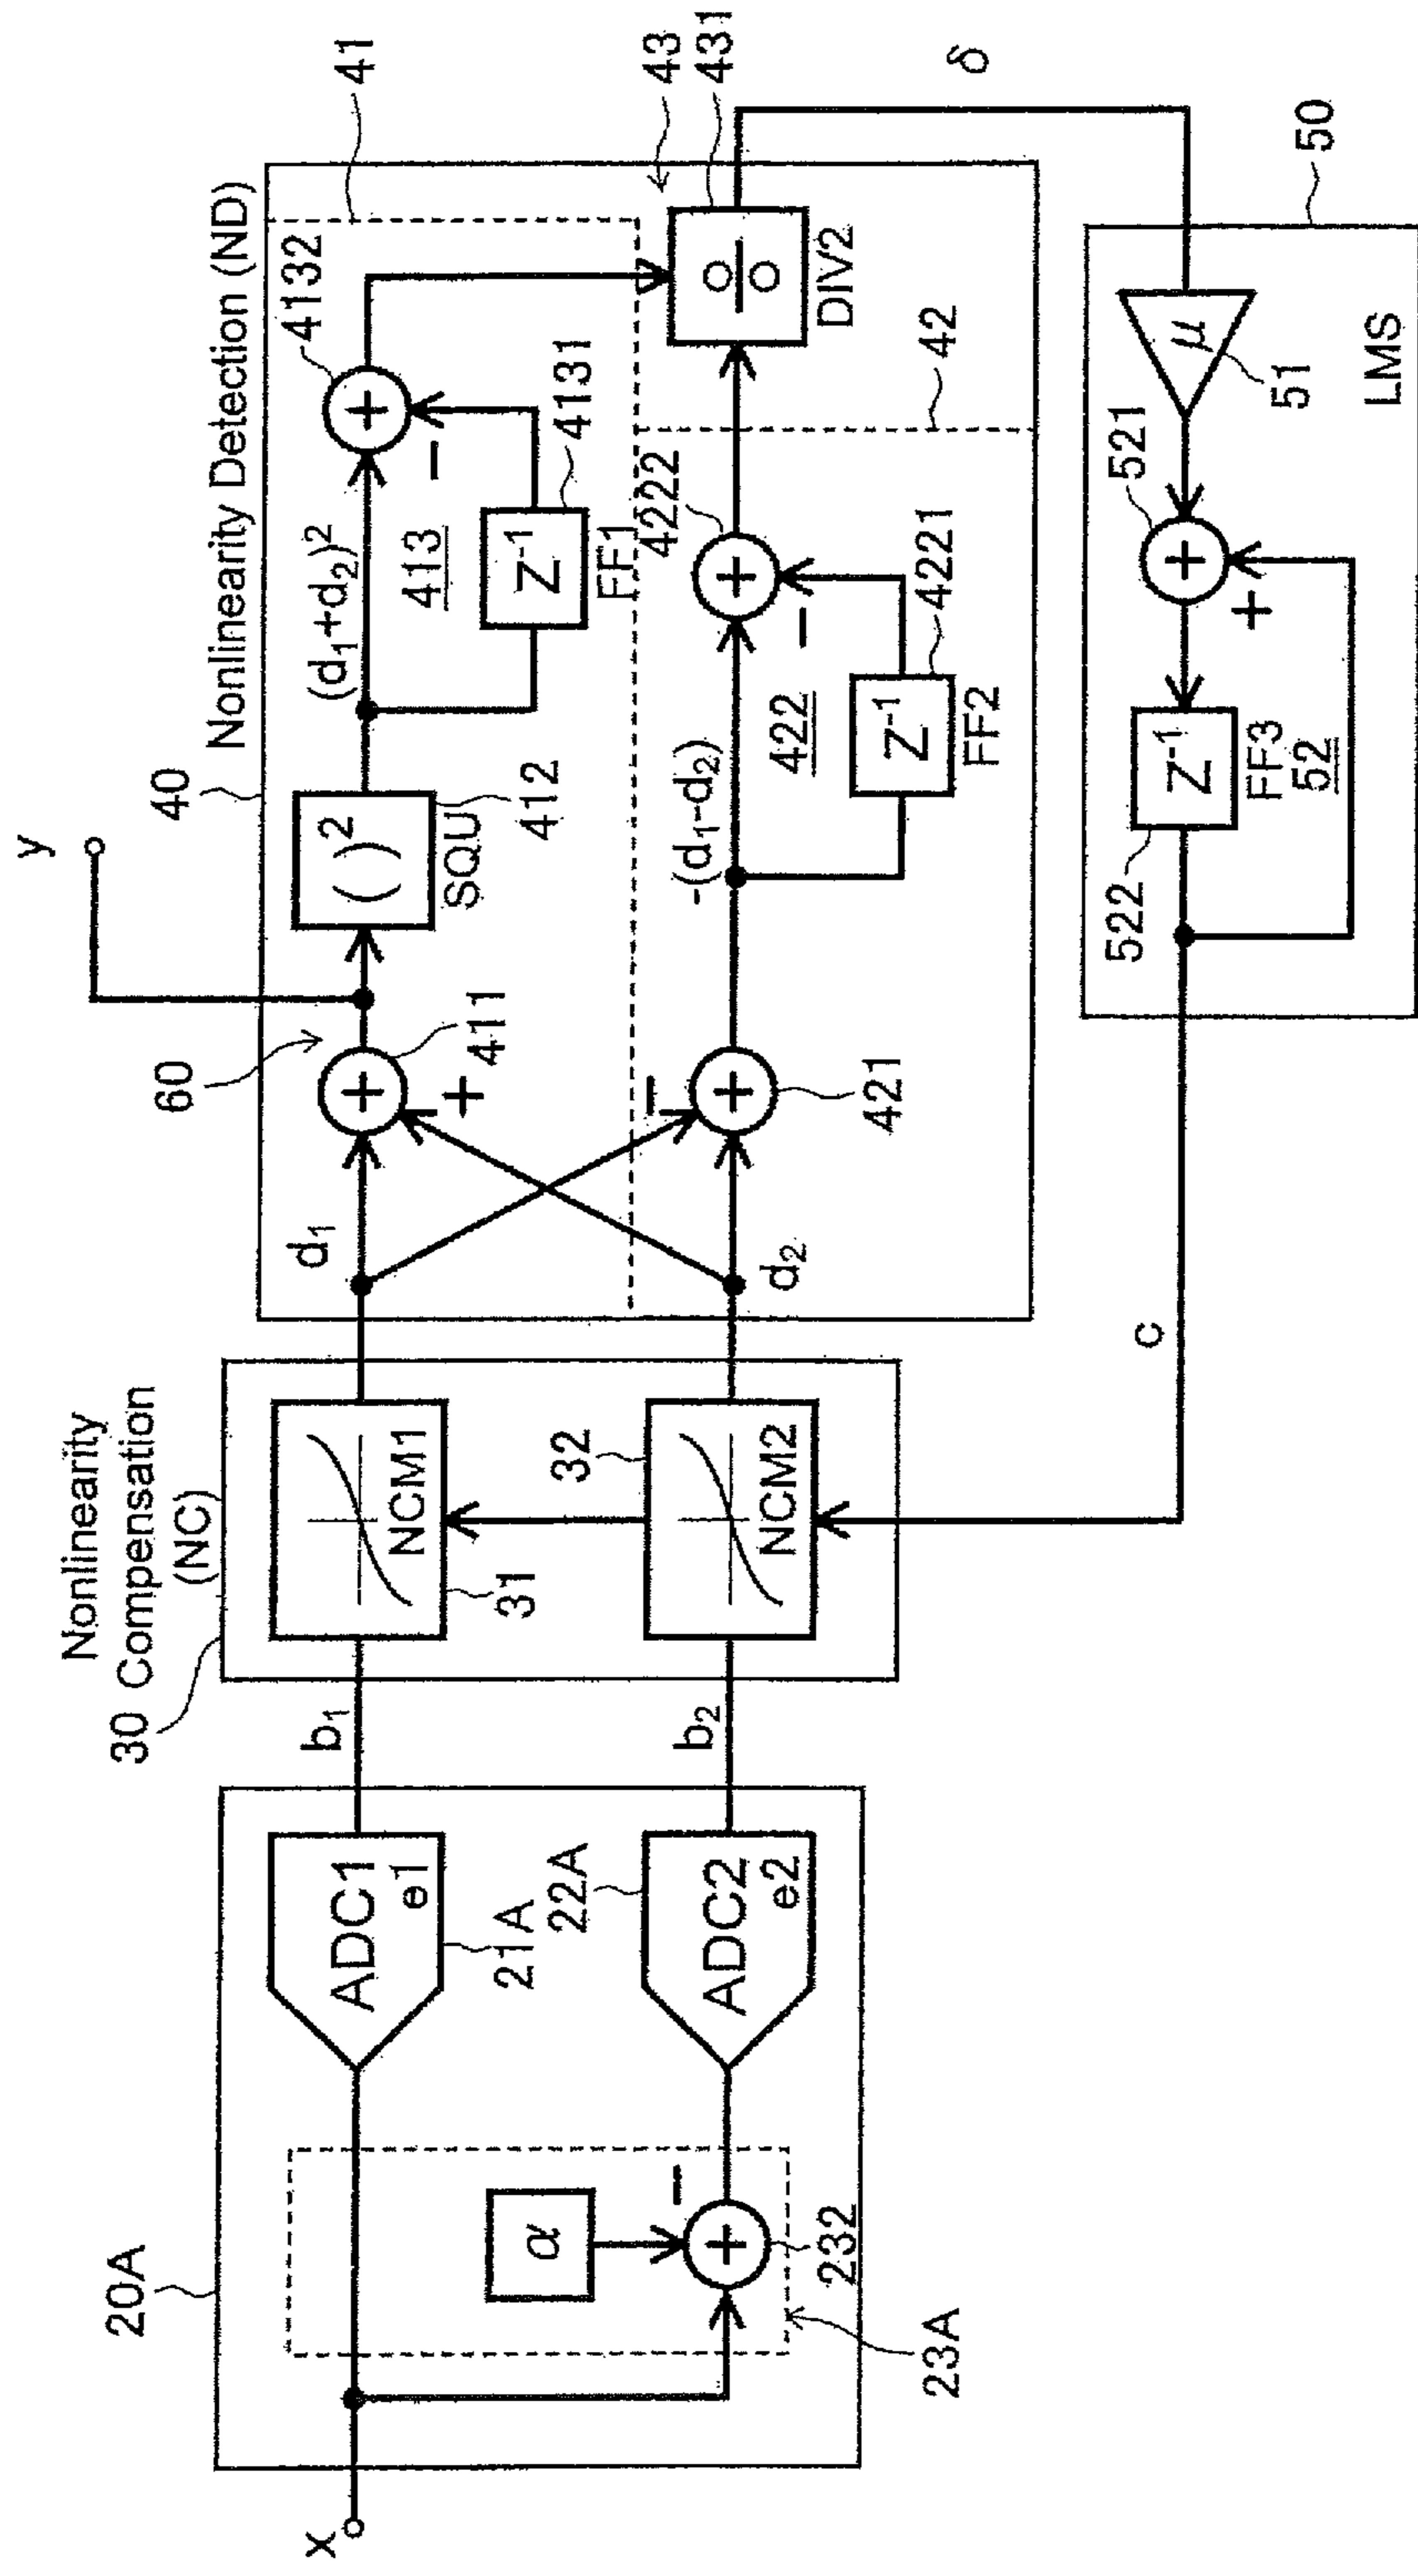 x
20A
α
−
+
232
23A
ADC1
e1
21A
22A
ADC2
e2
b1
b2
Nonlinearity
30 Compensation
(NC)
NCM1
31
32
NCM2
c
40
Nonlinearity Detection (ND)
41
d1
d2
60
+
411
+
−
+
421
y
( )²
SQU
412
(d1+d2)²
413
Z⁻¹
FF1
4131
−
+
4132
-(d1-d2)
422
Z⁻¹
FF2
4221
−
+
4222
42
43
431
÷
DIV2
δ
50
μ
51
LMS
521
+
+
Z⁻¹
FF3
52
522